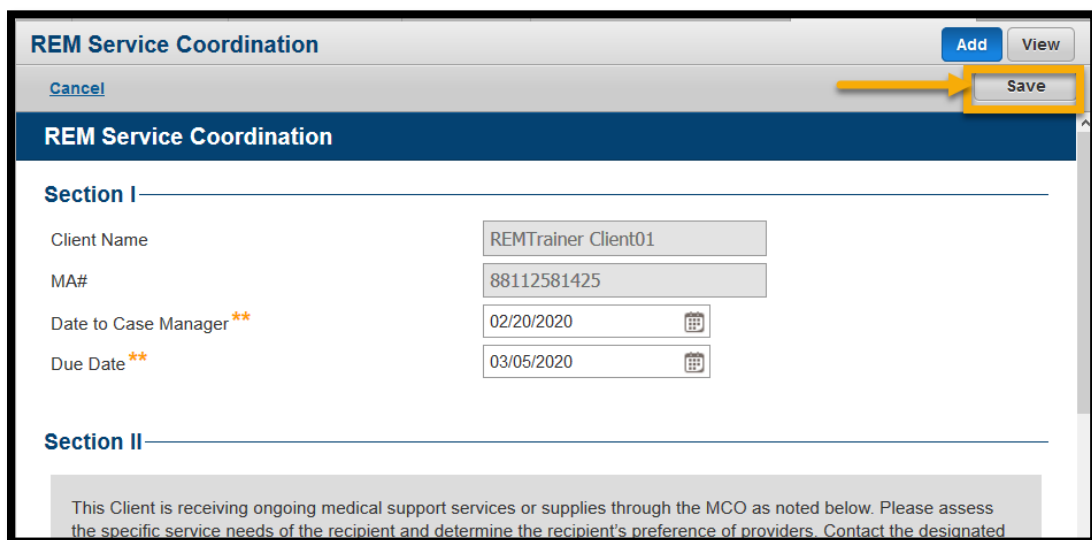 REM Service Coordination
Add View
Cancel
Save
REM Service Coordination
Section I
Client Name REMTrainer Client01
MA# 88112581425
Date to Case Manager** 02/20/2020
Due Date** 03/05/2020
Section II
This Client is receiving ongoing medical support services or supplies through the MCO as noted below. Please assess
the specific service needs of the recipient and determine the recipient's preference of providers. Contact the designated